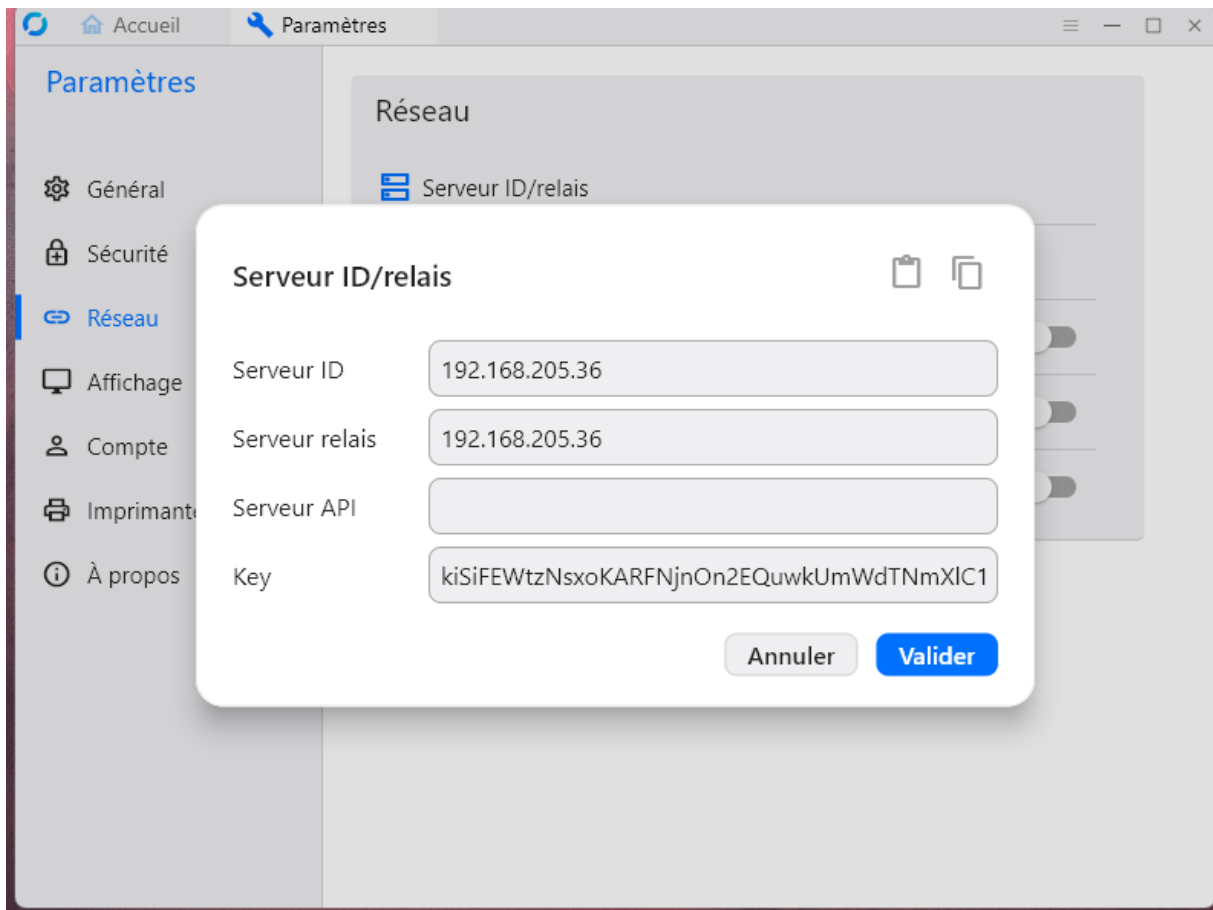 Accueil
Paramètres
Paramètres
Général
Sécurité
Réseau
Affichage
Compte
Imprimante
À propos
Réseau
Serveur ID/relais
Serveur ID/relais
Serveur ID
192.168.205.36
Serveur relais
192.168.205.36
Serveur API
Key
kiSiFEWtzNsxoKARFNjnOn2EQuwkUmWdTNmXlC1
Annuler
Valider